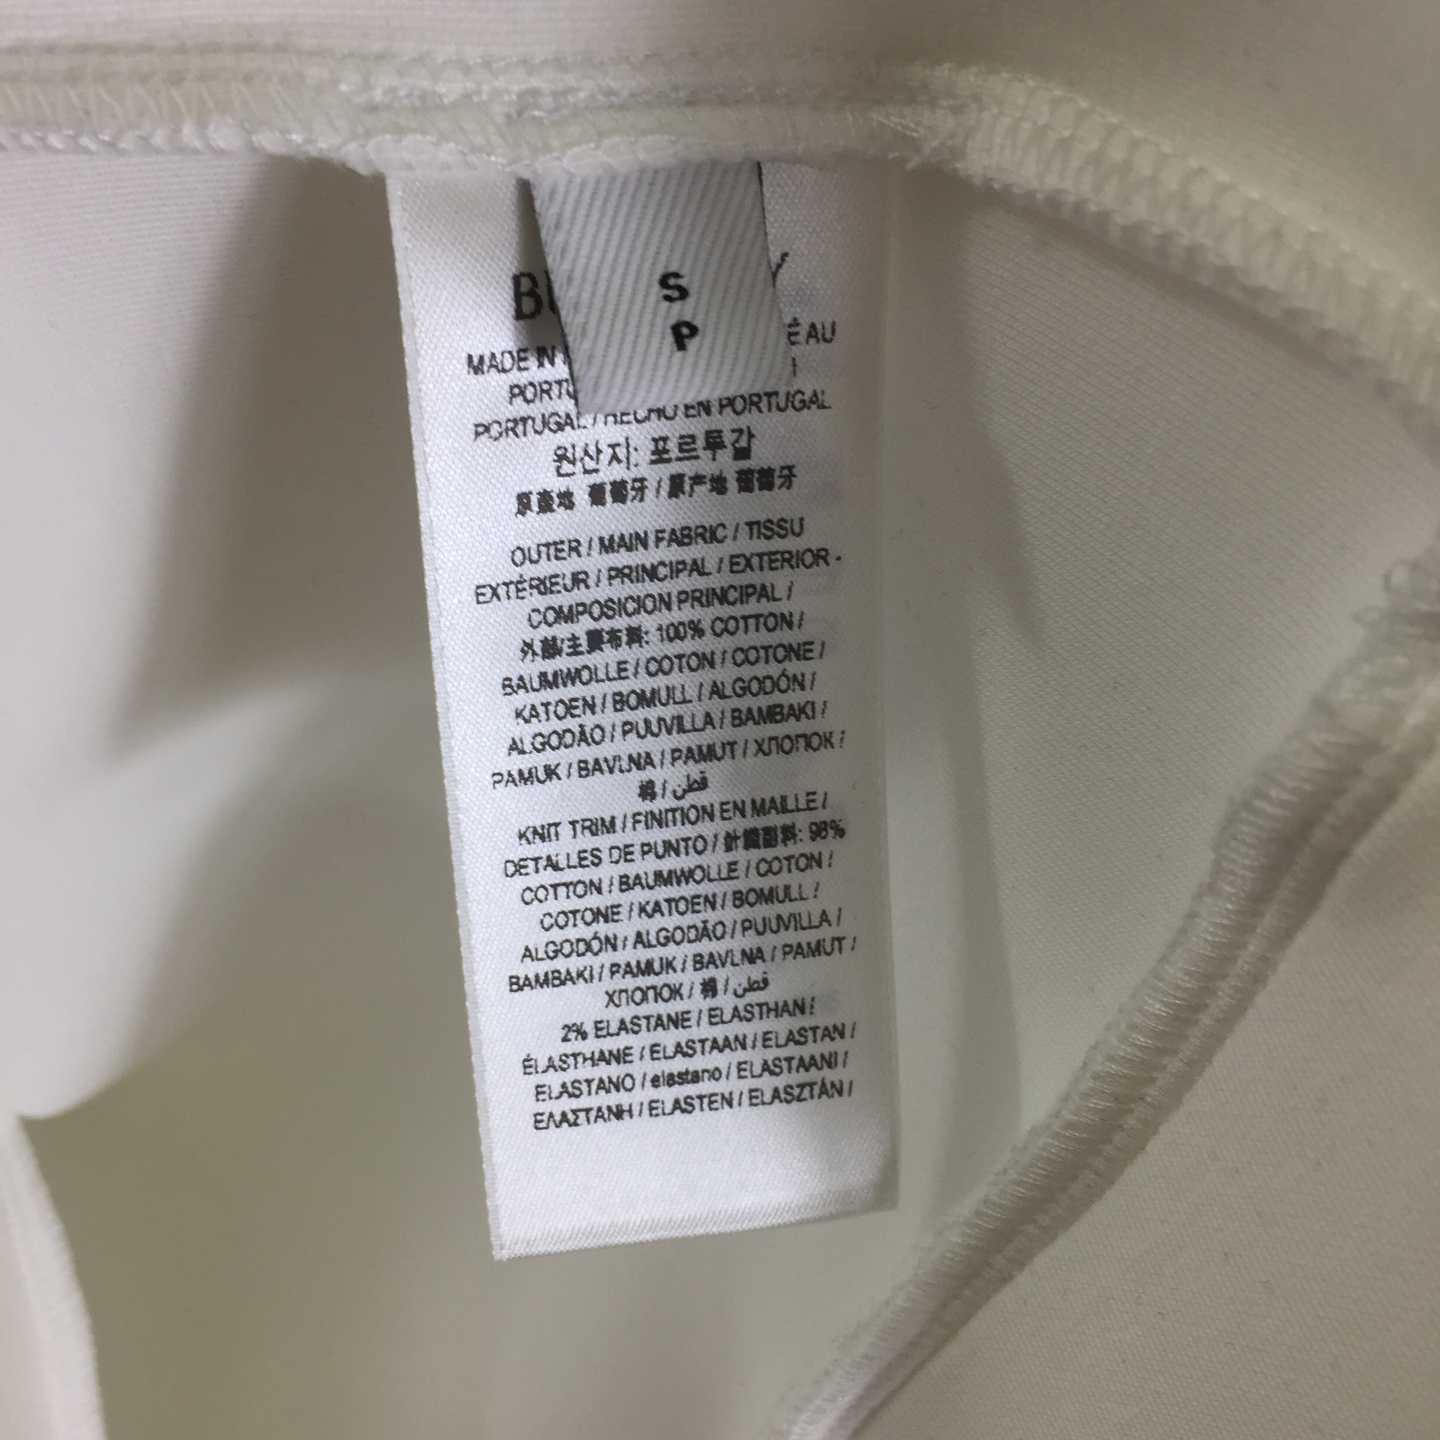 S
P
MADE IN
É AU
PORTUGAL / HECHO EN PORTUGAL
원산지: 포르투갈
原產地 葡萄牙 / 原产地 葡萄牙
OUTER / MAIN FABRIC / TISSU
EXTÉRIEUR / PRINCIPAL / EXTERIOR -
COMPOSICION PRINCIPAL /
外部/主要布料: 100% COTTON /
BAUMWOLLE / COTON / COTONE /
KATOEN / BOMULL / ALGODÓN /
ALGODÃO / PUUVILLA / BAMBAKI /
PAMUK / BAVLNA / PAMUT / ХЛОПОК /
棉 / قطن
KNIT TRIM / FINITION EN MAILLE /
DETALLES DE PUNTO / 針織副料: 98%
COTTON / BAUMWOLLE / COTON /
COTONE / KATOEN / BOMULL /
ALGODÓN / ALGODÃO / PUUVILLA /
BAMBAKI / PAMUK / BAVLNA / PAMUT /
ХЛОПОК / 棉 / قطن
2% ELASTANE / ELASTHAN /
ÉLASTHANE / ELASTAAN / ELASTAN /
ELASTANO / elastano / ELASTAANI /
ΕΛΑΣΤΑΝΗ / ELASTEN / ELASZTÁN /